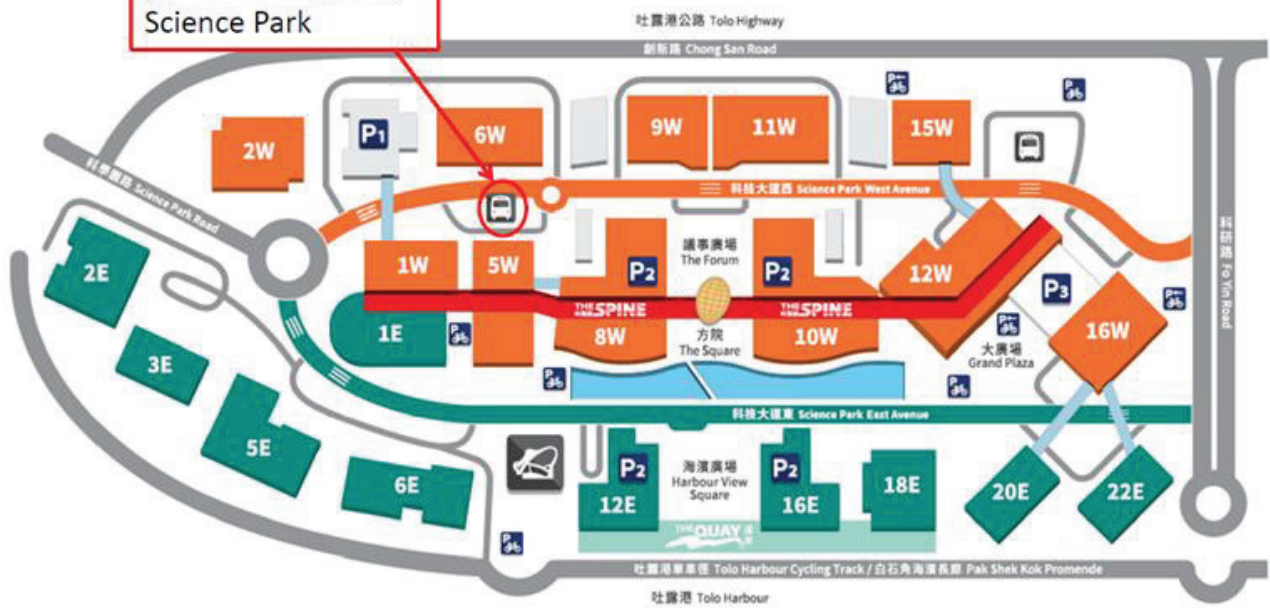 Science Park
吐露港公路 Tolo Highway
創新路 Chong San Road
科學園路 Science Park Road
科研路 Fo Yin Road
2W
P1
6W
9W
11W
15W
科技大道西 Science Park West Avenue
2E
1W
5W
P2
議事廣場
The Forum
P2
12W
P3
THE SPINE
THE SPINE
1E
8W
方院
The Square
10W
大廣場
Grand Plaza
16W
3E
科技大道東 Science Park East Avenue
5E
6E
P2
12E
海濱廣場
Harbour View
Square
P2
16E
18E
20E
22E
THE QUAY
P
P
P
P
P
P
P
P
吐露港單車徑 Tolo Harbour Cycling Track / 白石角海濱長廊 Pak Shek Kok Promende
吐露港 Tolo Harbour